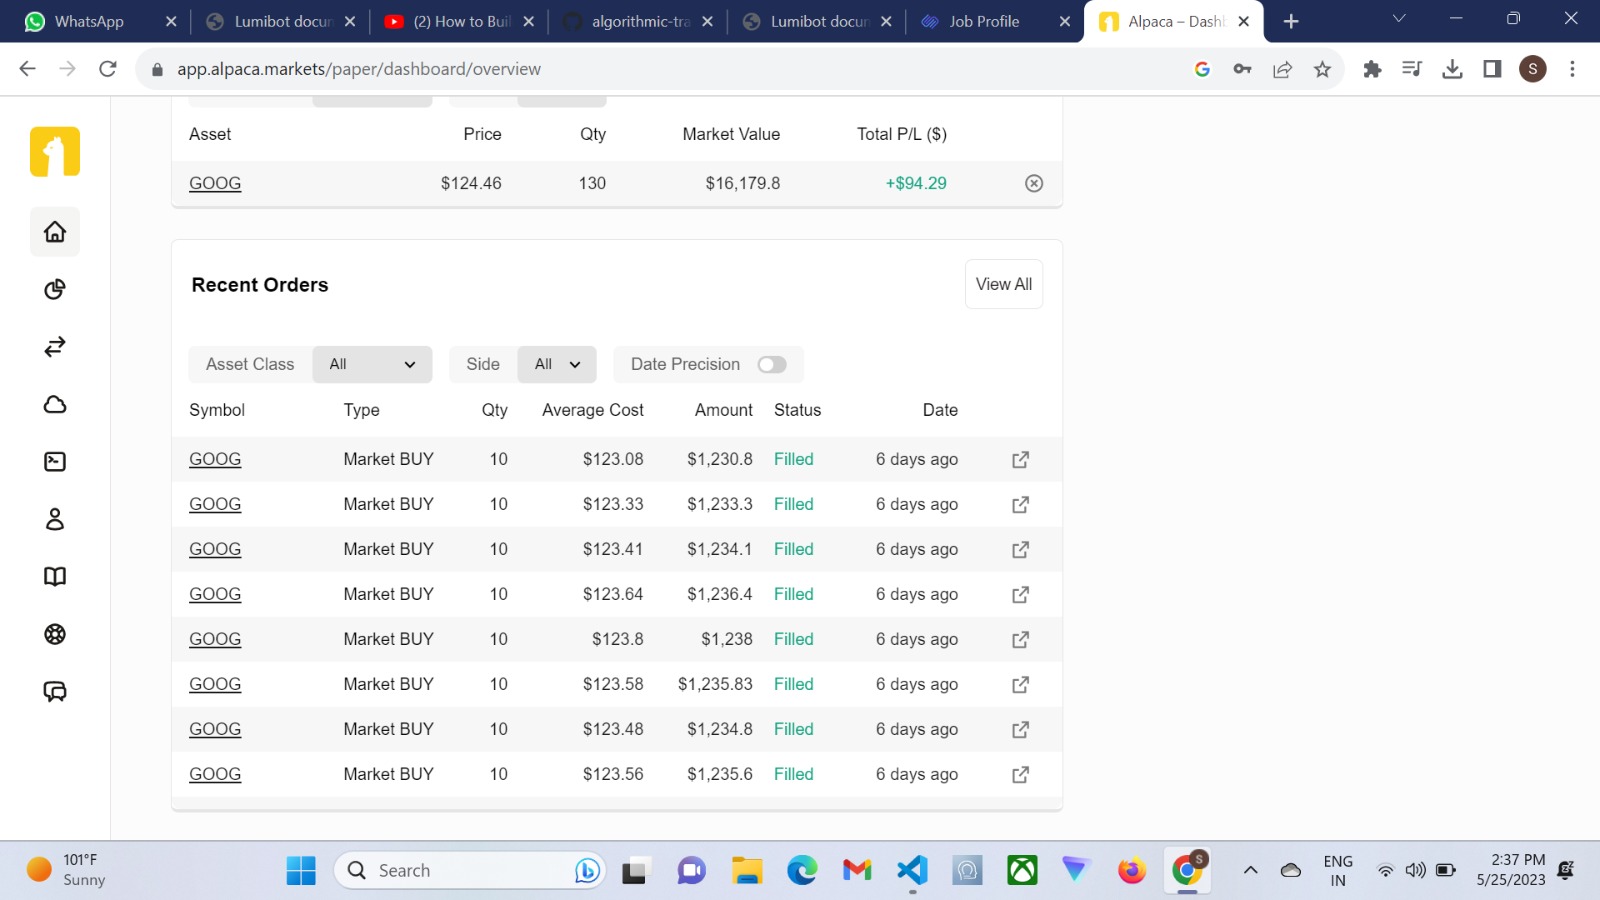 WhatsApp
Lumibot docun
(2) How to Buil
algorithmic-tra
Lumibot docun
Job Profile
Alpaca – Dashb
app.alpaca.markets/paper/dashboard/overview
S
Asset Price Qty Market Value Total P/L ($)
GOOG $124.46 130 $16,179.8 +$94.29
Recent Orders
View All
Asset Class All Side All Date Precision
Symbol Type Qty Average Cost Amount Status Date
GOOG Market BUY 10 $123.08 $1,230.8 Filled 6 days ago
GOOG Market BUY 10 $123.33 $1,233.3 Filled 6 days ago
GOOG Market BUY 10 $123.41 $1,234.1 Filled 6 days ago
GOOG Market BUY 10 $123.64 $1,236.4 Filled 6 days ago
GOOG Market BUY 10 $123.8 $1,238 Filled 6 days ago
GOOG Market BUY 10 $123.58 $1,235.83 Filled 6 days ago
GOOG Market BUY 10 $123.48 $1,234.8 Filled 6 days ago
GOOG Market BUY 10 $123.56 $1,235.6 Filled 6 days ago
101°F
Sunny
Search
S
ENG
IN
2:37 PM
5/25/2023